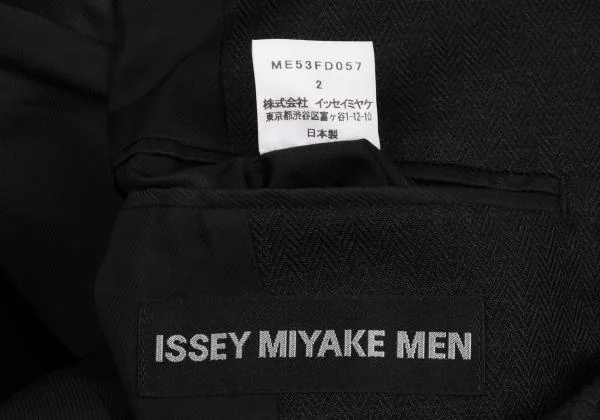 ME53FD057
2
株式会社 イッセイミヤケ
東京都渋谷区富ヶ谷1-12-10
日本製
ISSEY MIYAKE MEN